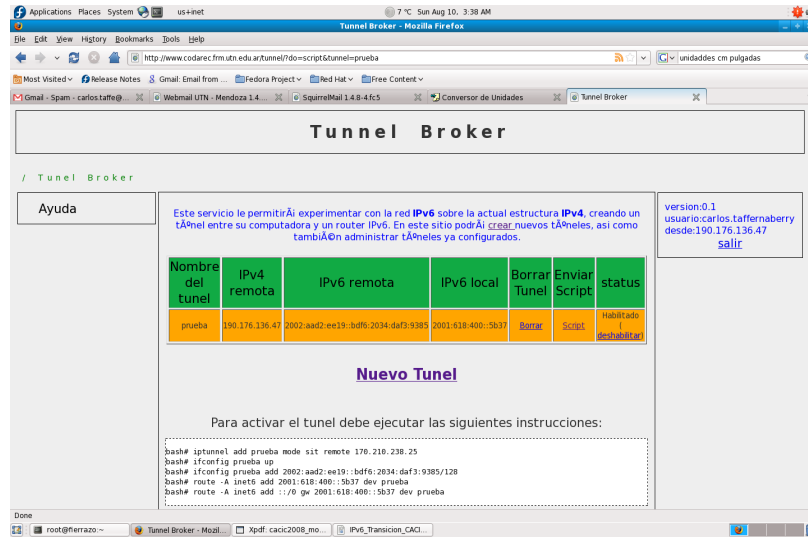 Applications Places System us+inet 7 °C Sun Aug 10, 3:38 AM
Tunnel Broker - Mozilla Firefox
File Edit View History Bookmarks Tools Help
http://www.codarec.frm.utn.edu.ar/tunnel/?do=script&tunnel=prueba unidaddes cm pulgadas
Most Visited Release Notes Gmail: Email from ... Fedora Project Red Hat Free Content
Gmail - Spam - carlos.taffe@... Webmail UTN - Mendoza 1.4.... SquirrelMail 1.4.8-4.fc5 Conversor de Unidades Tunnel Broker
Tunnel Broker
/ Tunel Broker
Ayuda
Este servicio le permitirÃi experimentar con la red IPv6 sobre la actual estructura IPv4, creando un
tÃºnel entre su computadora y un router IPv6. En este sitio podrÃi crear nuevos tÃºneles, asi como
tambiÃ©n administrar tÃºneles ya configurados.
version:0.1
usuario:carlos.taffernaberry
desde:190.176.136.47
salir
Nombre del tunel IPv4 remota IPv6 remota IPv6 local Borrar Tunel Enviar Script status
prueba 190.176.136.47 2002:aad2:ee19::bdf6:2034:daf3:9385 2001:618:400::5b37 Borrar Script Habilitado ( deshabilitar)
Nuevo Tunel
Para activar el tunel debe ejecutar las siguientes instrucciones:
bash# iptunnel add prueba mode sit remote 170.210.238.25
bash# ifconfig prueba up
bash# ifconfig prueba add 2002:aad2:ee19::bdf6:2034:daf3:9385/128
bash# route -A inet6 add 2001:618:400::5b37 dev prueba
bash# route -A inet6 add ::/0 gw 2001:618:400::5b37 dev prueba
Done
root@fierrazo:~ Tunnel Broker - Mozil... Xpdf: cacic2008_mo... IPv6_Transicion_CACI...